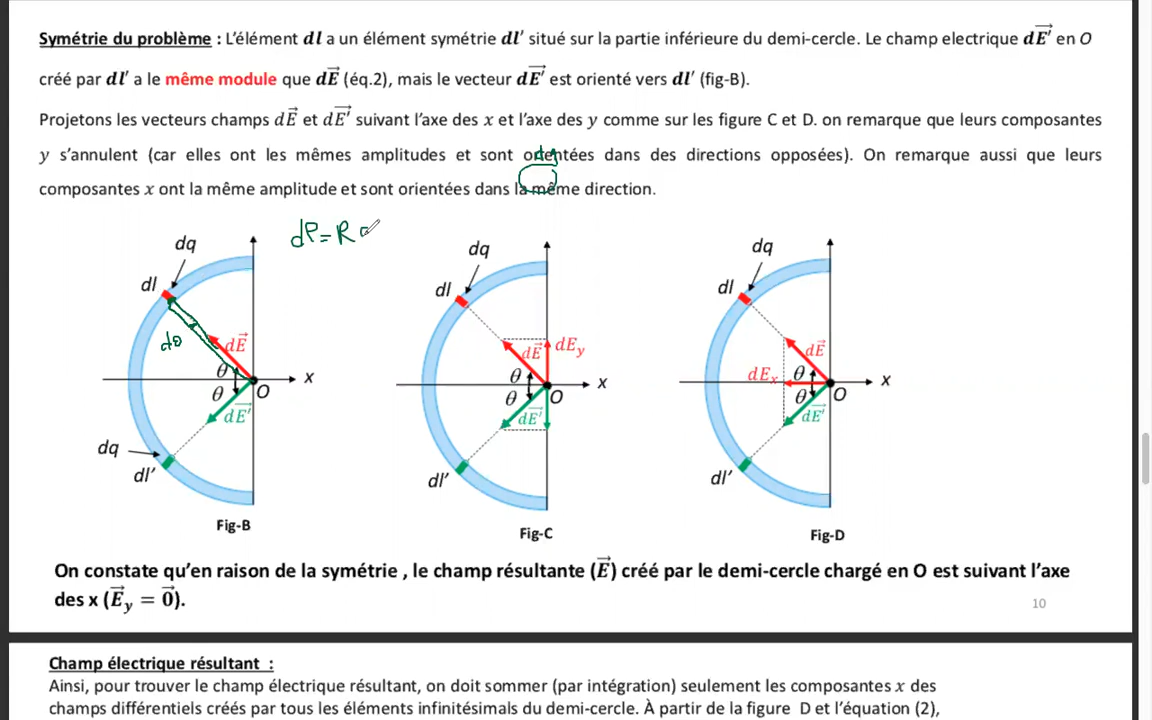 Symétrie du problème : L'élément dl a un élément symétrie dl' situé sur la partie inférieure du demi-cercle. Le champ electrique dE⃗' en O
créé par dl' a le même module que dE⃗ (éq.2), mais le vecteur dE⃗' est orienté vers dl' (fig-B).
Projetons les vecteurs champs dE⃗ et dE⃗' suivant l'axe des x et l'axe des y comme sur les figure C et D. on remarque que leurs composantes
y s'annulent (car elles ont les mêmes amplitudes et sont orientées dans des directions opposées). On remarque aussi que leurs
composantes x ont la même amplitude et sont orientées dans la même direction.
dl = R
dq
dl
dθ
dE⃗
θ
θ
x
O
dE⃗'
dq
dl'
Fig-B
dq
dl
dE⃗
dE_y
θ
θ
x
O
dE⃗'
dl'
Fig-C
dq
dl
dE⃗
dE_x
θ
θ
x
O
dE⃗'
dl'
Fig-D
On constate qu'en raison de la symétrie , le champ résultante (E⃗) créé par le demi-cercle chargé en O est suivant l'axe
des x (E⃗_y = 0⃗).
10
Champ électrique résultant :
Ainsi, pour trouver le champ électrique résultant, on doit sommer (par intégration) seulement les composantes x des
champs différentiels créés par tous les éléments infinitésimals du demi-cercle. À partir de la figure D et l'équation (2),